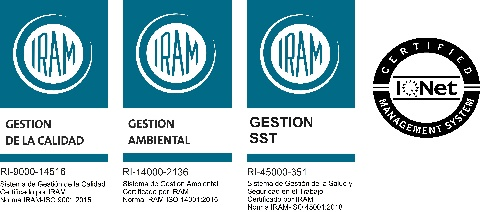 IRAM
GESTION
DE LA CALIDAD
RI-9000-14516
Sistema de Gestión de la Calidad
Certificado por IRAM
Norma IRAM-ISO 9001:2015
IRAM
GESTIÓN
AMBIENTAL
RI-14000-2136
Sistema de Gestión Ambiental
Certificado por IRAM
Norma IRAM-ISO 14001:2015
IRAM
GESTIÓN
SST
RI-45000-351
Sistema de Gestión de la Salud y
Seguridad en el Trabajo
Certificado por IRAM
Norma IRAM-ISO 45001:2018
CERTIFIED
IQNet
MANAGEMENT SYSTEM